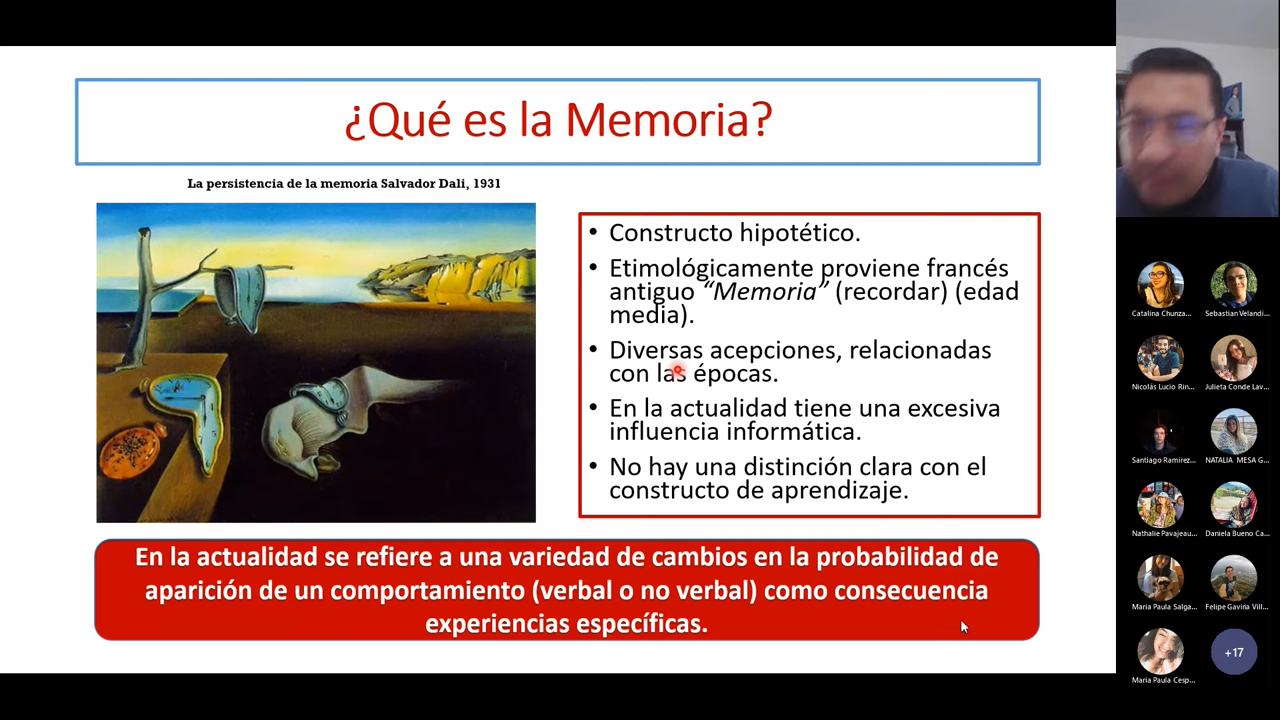 ¿Qué es la Memoria?
La persistencia de la memoria Salvador Dali, 1931
• Constructo hipotético.
• Etimológicamente proviene francés
antiguo “Memoria” (recordar) (edad
media).
• Diversas acepciones, relacionadas
con las épocas.
• En la actualidad tiene una excesiva
influencia informática.
• No hay una distinción clara con el
constructo de aprendizaje.
En la actualidad se refiere a una variedad de cambios en la probabilidad de
aparición de un comportamiento (verbal o no verbal) como consecuencia
experiencias específicas.
Catalina Chunza... Sebastian Velandi...
Nicolás Lucio Rin... Julieta Conde Lav...
Santiago Ramirez... NATALIA MESA G...
Nathalie Pavajeau... Daniela Bueno Ca...
Maria Paula Salga... Felipe Gaviria Vill...
Maria Paula Cesp...
+17